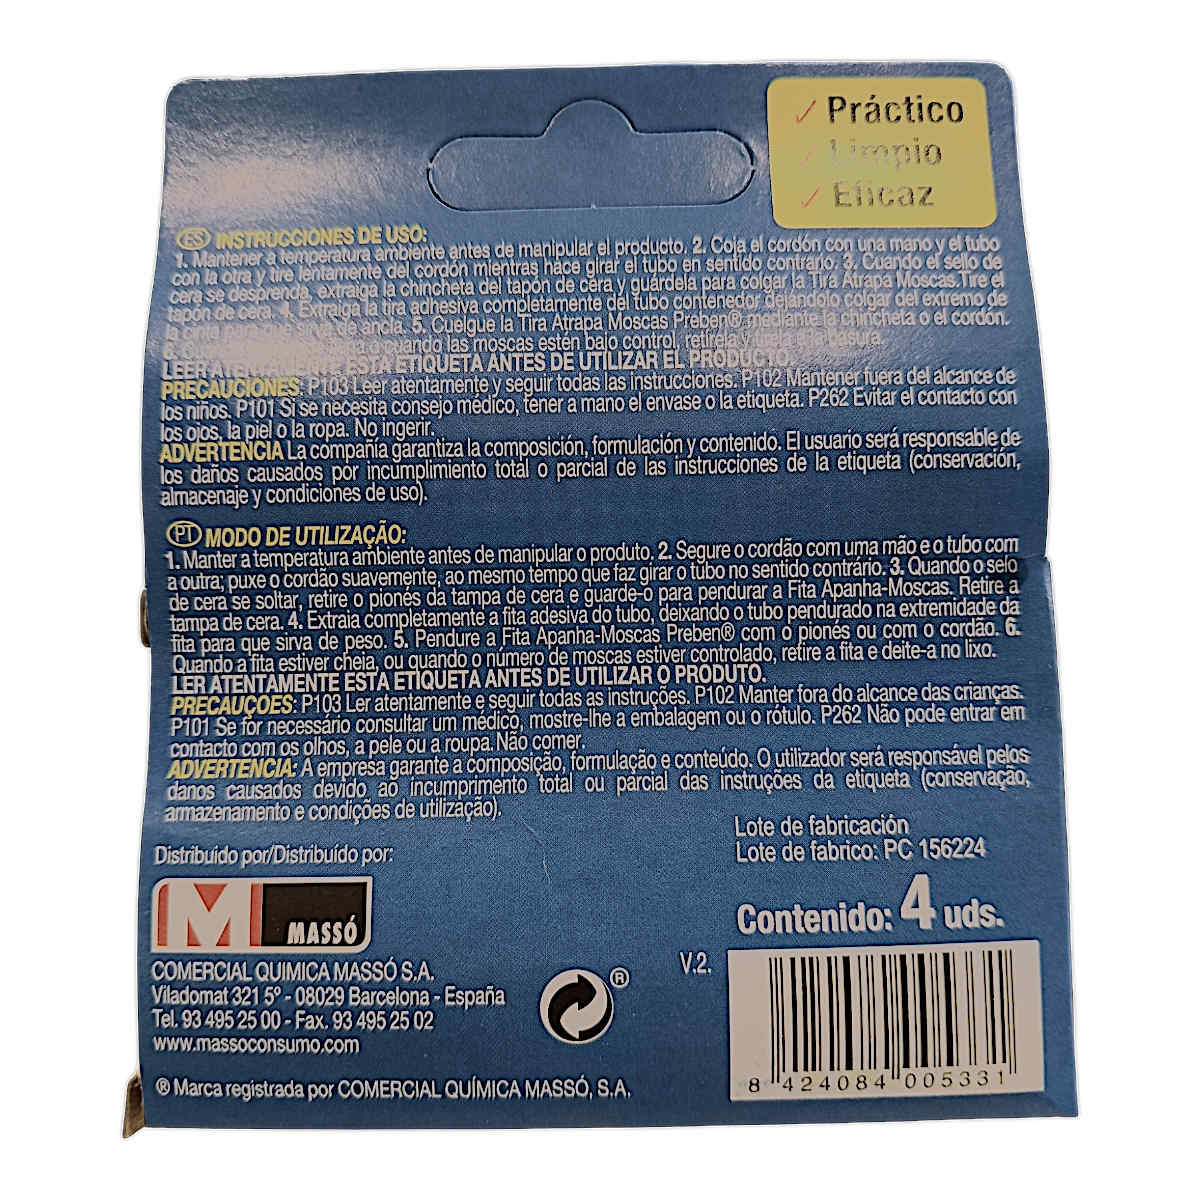 ✓ Práctico
✓ Limpio
✓ Eficaz
ES INSTRUCCIONES DE USO:
1. Mantener a temperatura ambiente antes de manipular el producto. 2. Coja el cordón con una mano y el tubo
con la otra y tire lentamente del cordón mientras hace girar el tubo en sentido contrario. 3. Cuando el sello de
cera se desprenda, extraiga la chincheta del tapón de cera y guárdela para colgar la Tira Atrapa Moscas.Tire el
tapón de cera. 4. Extraiga la tira adhesiva completamente del tubo contenedor dejándolo colgar del extremo de
la sirva de ancla. 5. Cuelgue la Tira Atrapa Moscas Preben® mediante la chincheta o el cordón.
6. o cuando las moscas estén bajo control, retírela y basura.
LEER ATENTAMENTE ESTA ETIQUETA ANTES DE UTILIZAR EL PRODUCTO.
PRECAUCIONES: P103 Leer atentamente y seguir todas las instrucciones. P102 Mantener fuera del alcance de
los niños. P101 Si se necesita consejo médico, tener a mano el envase o la etiqueta. P262 Evitar el contacto con
los ojos, la piel o la ropa. No ingerir.
ADVERTENCIA La compañía garantiza la composición, formulación y contenido. El usuario será responsable de
los daños causados por incumplimiento total o parcial de las instrucciones de la etiqueta (conservación,
almacenaje y condiciones de uso).
PT MODO DE UTILIZAÇÃO:
1. Manter a temperatura ambiente antes de manipular o produto. 2. Segure o cordão com uma mão e o tubo com
a outra; puxe o cordão suavemente, ao mesmo tempo que faz girar o tubo no sentido contrário. 3. Quando o selo
de cera se soltar, retire o pionés da tampa de cera e guarde-o para pendurar a Fita Apanha-Moscas. Retire a
tampa de cera. 4. Extraia completamente a fita adesiva do tubo, deixando o tubo pendurado na extremidade da
fita para que sirva de peso. 5. Pendure a Fita Apanha-Moscas Preben® com o pionés ou com o cordão. 6.
Quando a fita estiver cheia, ou quando o número de moscas estiver controlado, retire a fita e deite-a no lixo.
LER ATENTAMENTE ESTA ETIQUETA ANTES DE UTILIZAR O PRODUTO.
PRECAUÇOES: P103 Ler atentamente e seguir todas as instruções. P102 Manter fora do alcance das crianças.
P101 Se for necessário consultar um médico, mostre-lhe a embalagem ou o rótulo. P262 Não pode entrar em
contacto com os olhos, a pele ou a roupa. Não comer.
ADVERTENCIA: A empresa garante a composição, formulação e conteúdo. O utilizador será responsável pelos
danos causados devido ao incumprimento total ou parcial das instruções da etiqueta (conservação,
armazenamento e condições de utilização).
Lote de fabricación
Lote de fabrico: PC 156224
Distribuido por/Distribuído por:
M MASSÓ
Contenido: 4 uds.
COMERCIAL QUIMICA MASSÓ S.A.
Viladomat 321 5º - 08029 Barcelona - España
Tel. 93 495 25 00 - Fax. 93 495 25 02
www.massoconsumo.com
®
V.2.
8 424084 005331
® Marca registrada por COMERCIAL QUÍMICA MASSÓ, S.A.